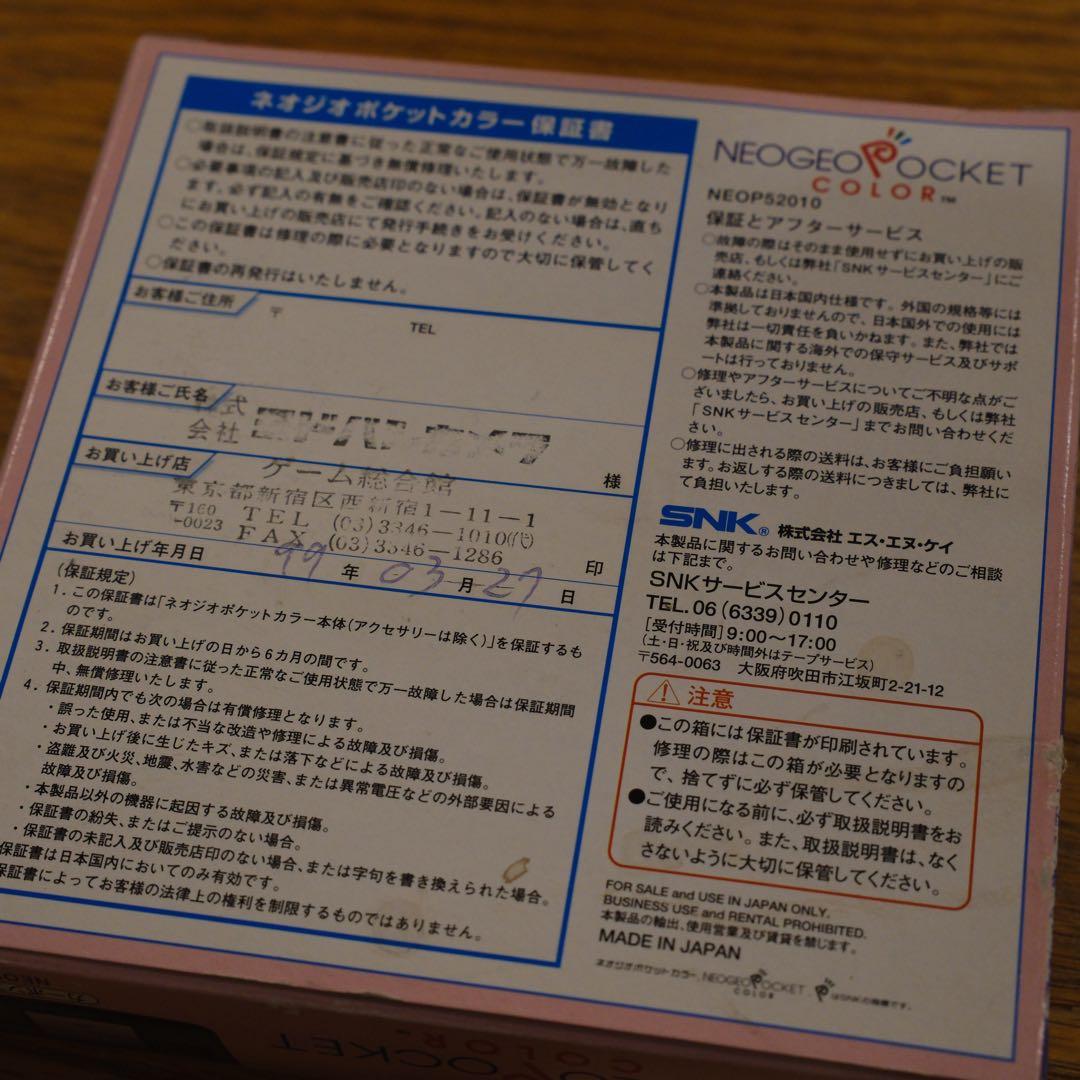 ネオジオポケットカラー保証書
○取扱説明書の注意書に従った正常なご使用状態で万一故障した
場合は、保証規定に基づき無償修理いたします。
○必要事項の記入及び販売店印のない場合は、保証書が無効となり
ます。必ず記入の有無をご確認ください。記入のない場合は、直ち
にお買い上げの販売店にて発行手続きをお受けください。
○この保証書は修理の際に必要となりますので大切に保管してく
ださい。
○保証書の再発行はいたしません。
お客様ご住所
〒
TEL
お客様ご氏名
様
株式
会社 ヨドバシカメラ
お買い上げ店
ゲーム総合館
東京都新宿区西新宿1-11-1
〒160
-0023
TEL (03)3346-1010(代)
FAX (03)3346-1286
印
お買い上げ年月日 99年 03月 27日
(保証規定)
1. この保証書は「ネオジオポケットカラー本体(アクセサリーは除く)」を保証するも
のです。
2. 保証期間はお買い上げの日から6カ月の間です。
3. 取扱説明書の注意書に従った正常なご使用状態で万一故障した場合は保証期間
中、無償修理いたします。
4. 保証期間内でも次の場合は有償修理となります。
・誤った使用、または不当な改造や修理による故障及び損傷。
・お買い上げ後に生じたキズ、または落下などによる故障及び損傷。
・盗難及び火災、地震、水害などの災害、または異常電圧などの外部要因による
故障及び損傷。
・本製品以外の機器に起因する故障及び損傷。
・保証書の紛失、またはご提示のない場合。
・保証書の未記入及び販売店印のない場合、または字句を書き換えられた場合。
保証書は日本国内においてのみ有効です。
保証書によってお客様の法律上の権利を制限するものではありません。
NEOGEO POCKET
COLOR™
NEOP52010
保証とアフターサービス
○故障の際はそのまま使用せずにお買い上げの販
売店、もしくは弊社「SNKサービスセンター」にご
連絡ください。
○本製品は日本国内仕様です。外国の規格等には
準拠しておりませんので、日本国外での使用には
弊社は一切責任を負いかねます。また、弊社では
本製品に関する海外での保守サービス及びサポ
ートは行っておりません。
○修理やアフターサービスについてご不明な点がご
ざいましたら、お買い上げの販売店、もしくは弊社
「SNKサービスセンター」までお問い合わせくだ
さい。
○修理に出される際の送料は、お客様にご負担願い
ます。お返しする際の送料につきましては、弊社に
て負担いたします。
SNK® 株式会社 エス・エヌ・ケイ
本製品に関するお問い合わせや修理などのご相談
は下記まで。
SNKサービスセンター
TEL. 06(6339)0110
[受付時間] 9:00〜17:00
(土・日・祝及び時間外はテープサービス)
〒564-0063 大阪府吹田市江坂町2-21-12
注意
●この箱には保証書が印刷されています。
修理の際はこの箱が必要となりますの
で、捨てずに必ず保管してください。
●ご使用になる前に、必ず取扱説明書をお
読みください。また、取扱説明書は、なく
さないように大切に保管してください。
FOR SALE and USE IN JAPAN ONLY.
BUSINESS USE and RENTAL PROHIBITED.
本製品の輸出、使用営業及び賃貸を禁じます。
MADE IN JAPAN
ネオジオポケットカラー、NEOGEO POCKET COLOR、P はSNKの商標です。